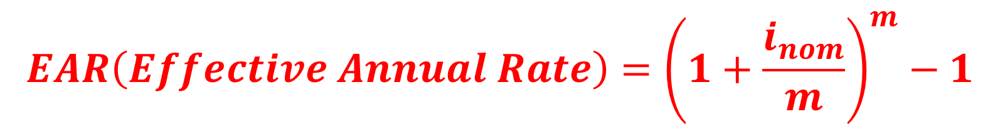 EAR(Effective Annual Rate) = (1 + i_nom/m)^m − 1